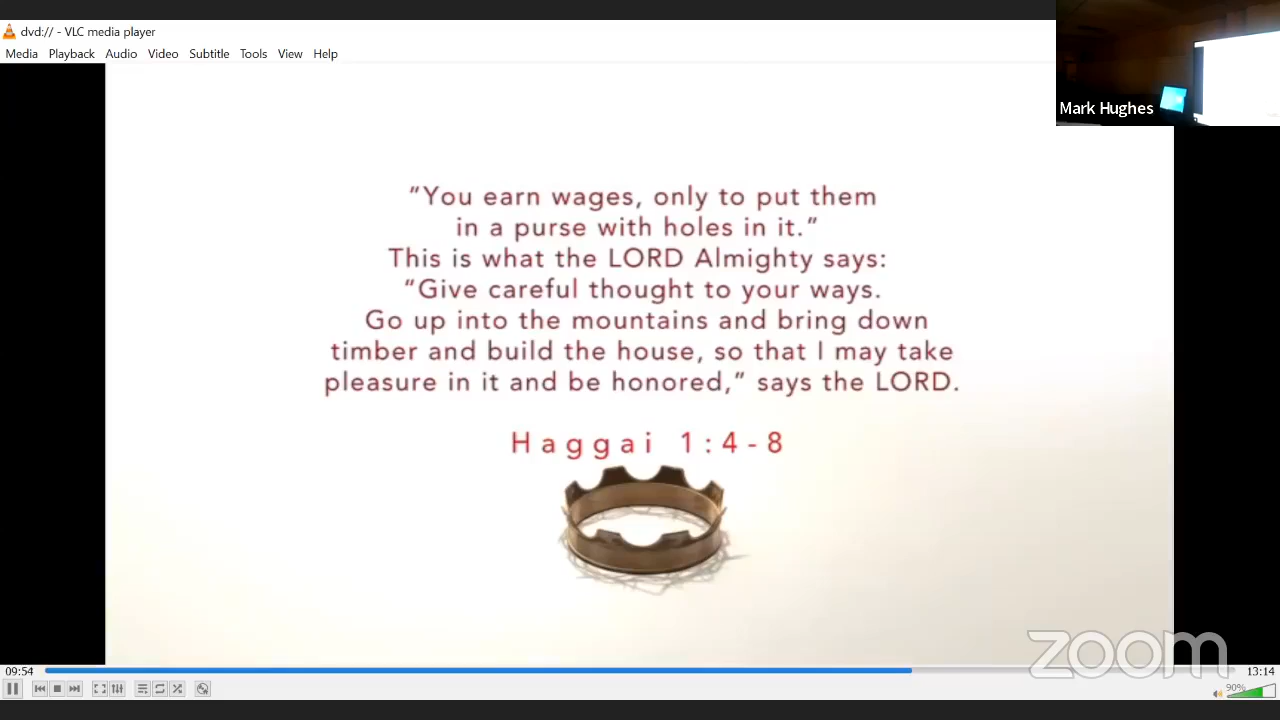 dvd:// - VLC media player
Media Playback Audio Video Subtitle Tools View Help
Mark Hughes
“You earn wages, only to put them
in a purse with holes in it.”
This is what the LORD Almighty says:
“Give careful thought to your ways.
Go up into the mountains and bring down
timber and build the house, so that I may take
pleasure in it and be honored,” says the LORD.
Haggai 1:4-8
zoom
09:54
13:14
90%